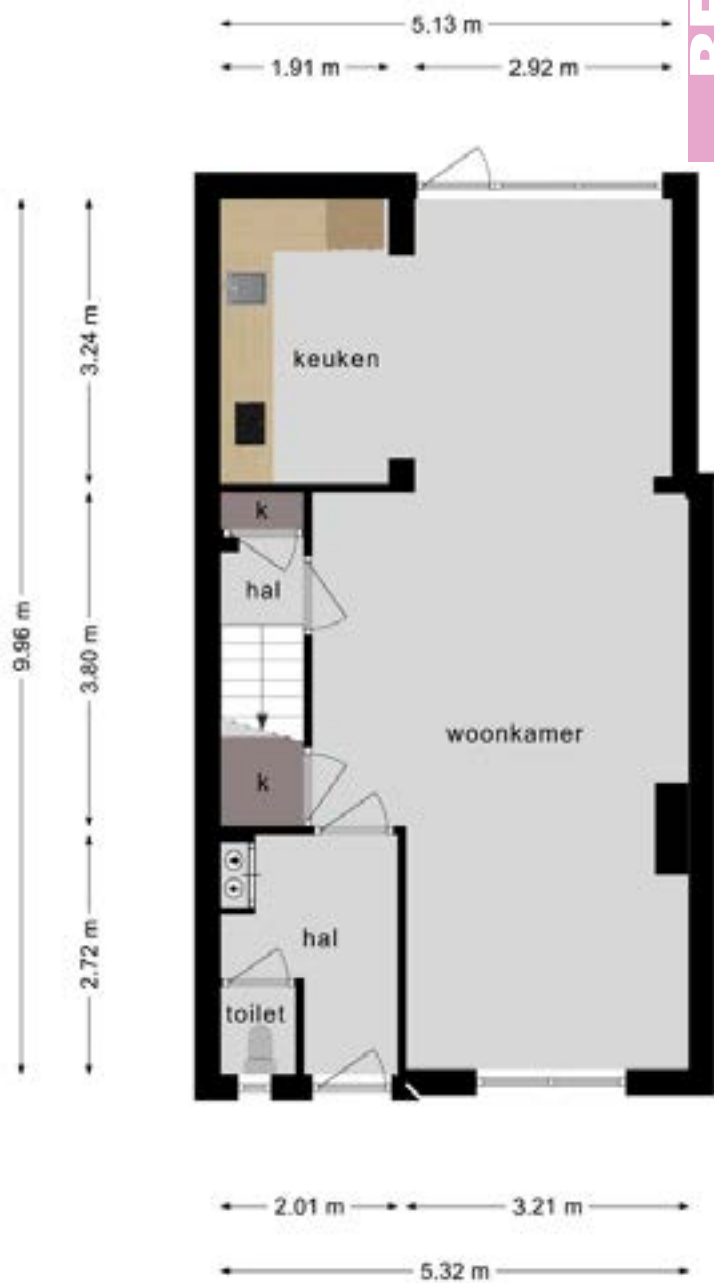 5.13 m
1.91 m
2.92 m
3.24 m
keuken
k
hal
9.96 m
3.80 m
woonkamer
k
2.72 m
hal
toilet
2.01 m
3.21 m
5.32 m